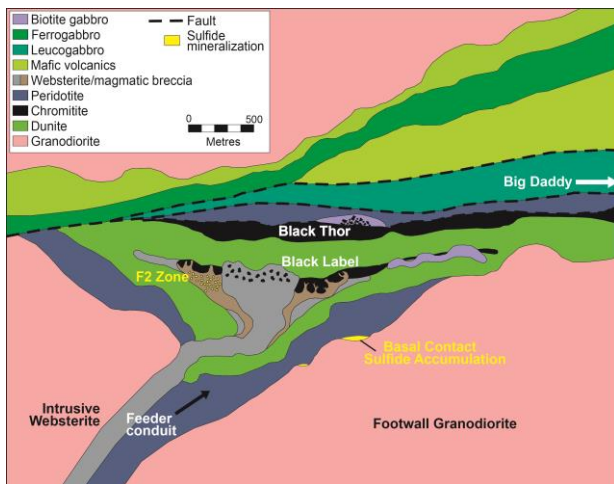 Biotite gabbro
Ferrogabbro
Leucogabbro
Mafic volcanics
Websterite/magmatic breccia
Peridotite
Chromitite
Dunite
Granodiorite
Fault
Sulfide
mineralization
0 500
Metres
Big Daddy
Black Thor
Black Label
F2 Zone
Basal Contact
Sulfide Accumulation
Intrusive
Websterite
Feeder
conduit
Footwall Granodiorite